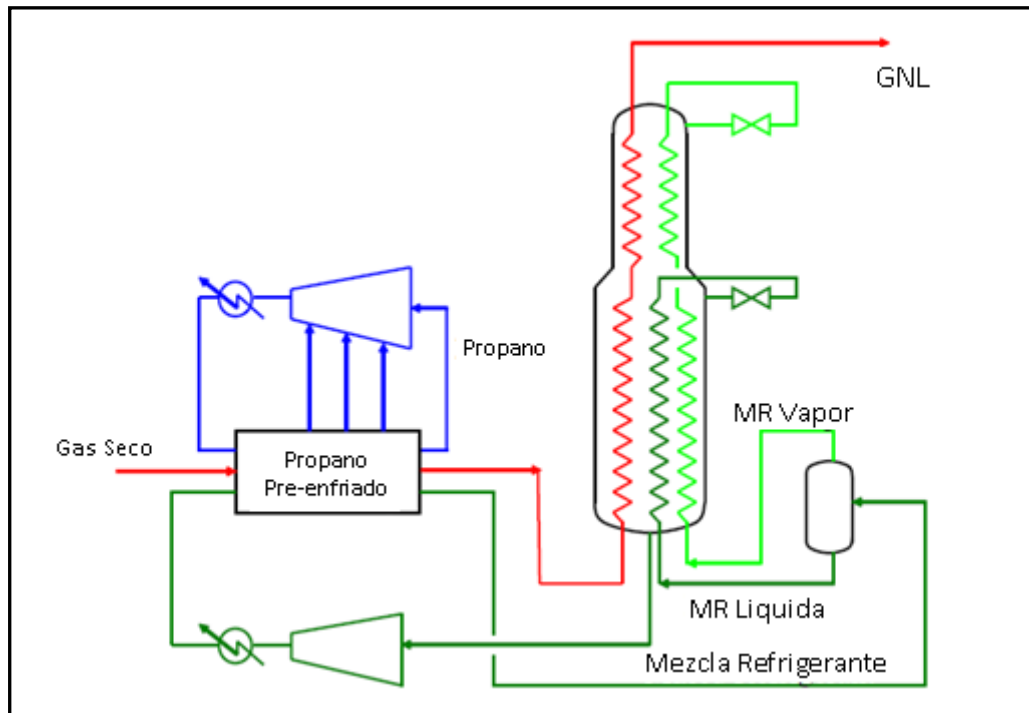 GNL
Propano
MR Vapor
Gas Seco
Propano
Pre-enfriado
MR Liquida
Mezcla Refrigerante